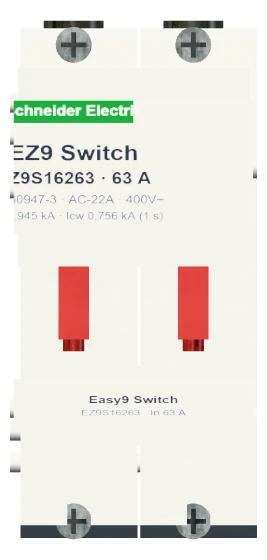 chneider Electri
EZ9 Switch
Z9S16263 · 63 A
60947-3 · AC-22A · 400V~
,945 kA · Icw 0,756 kA (1 s)
Easy9 Switch
EZ9S16263 · In 63 A